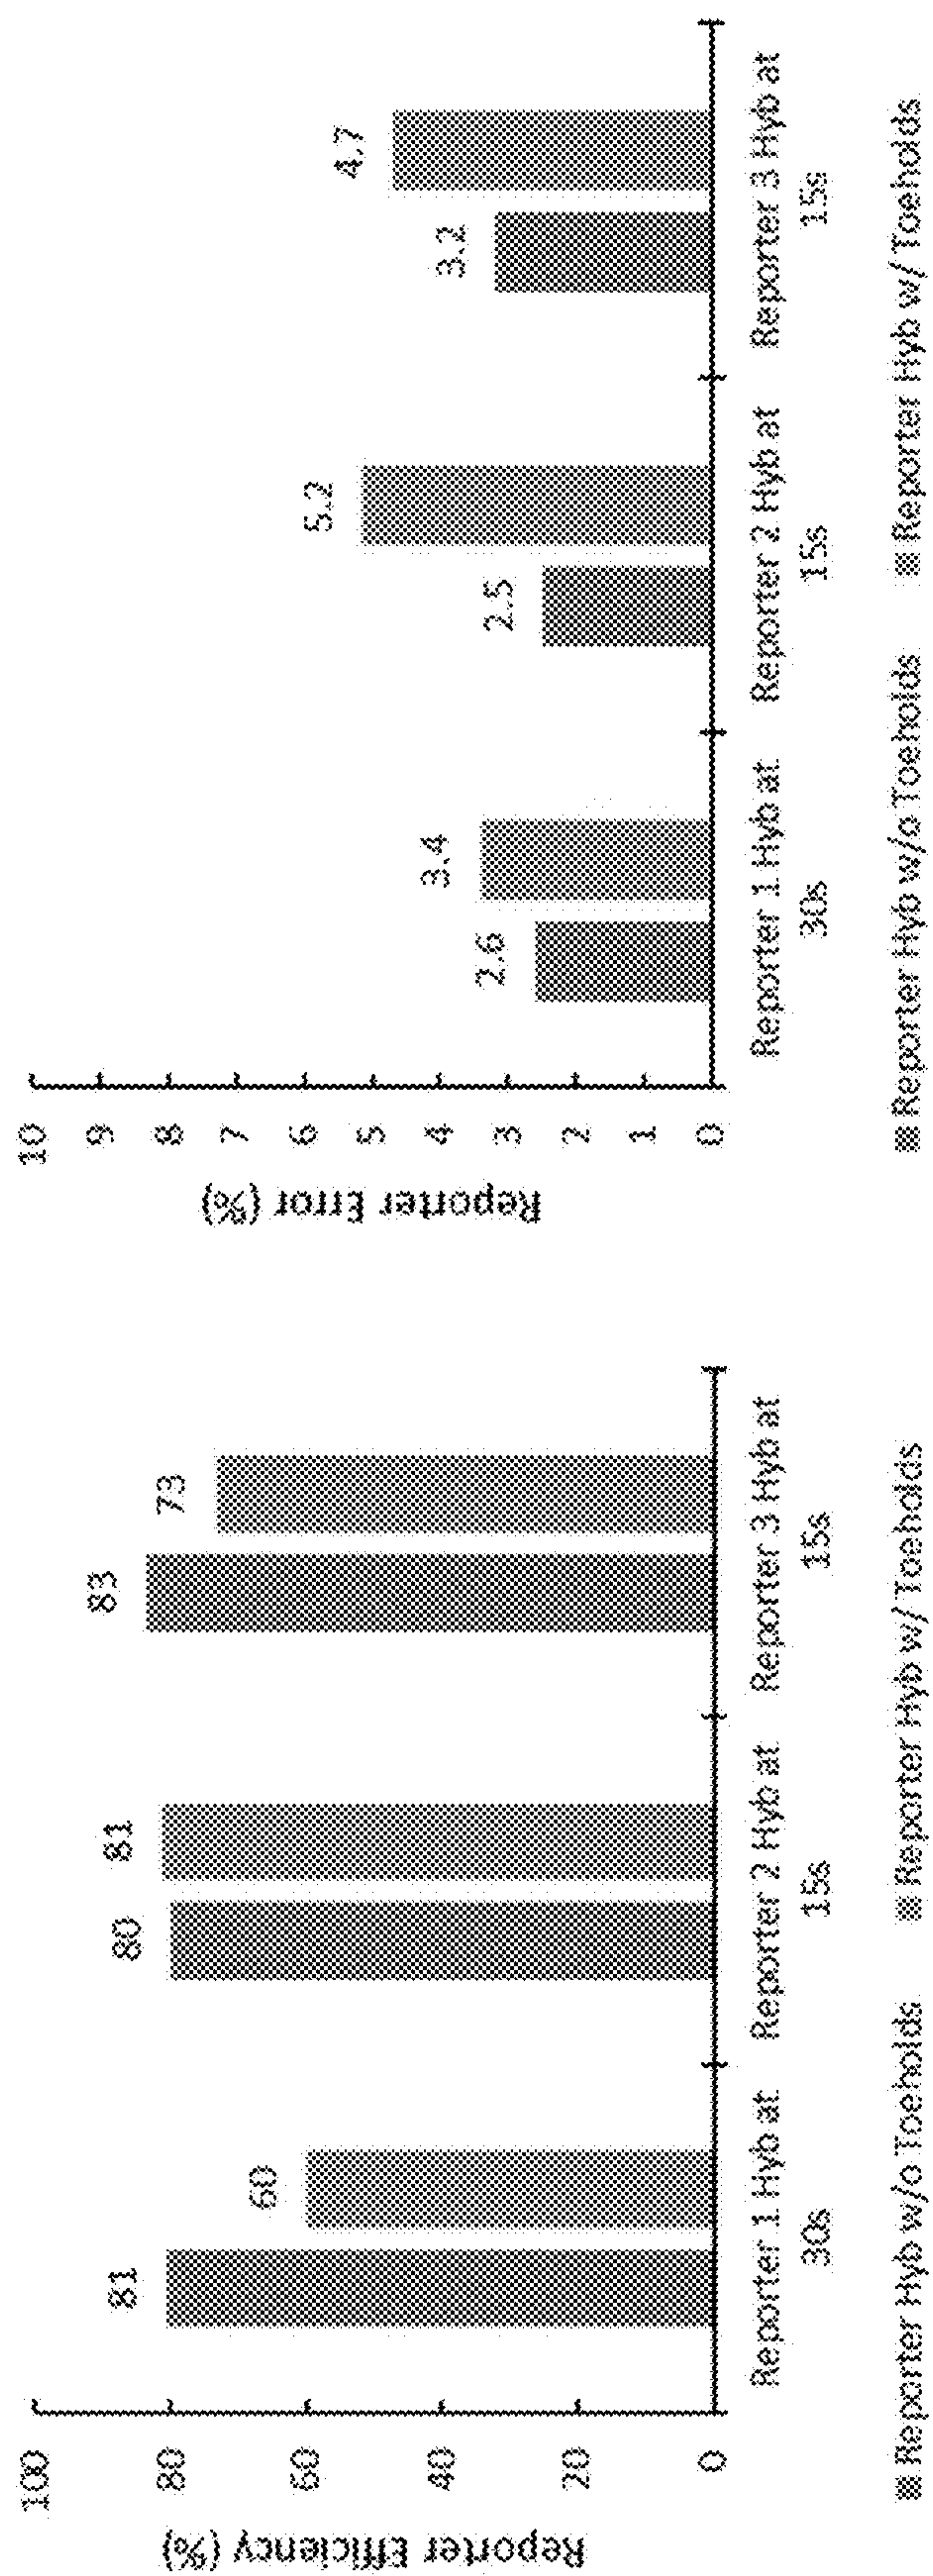 Reporter Efficiency (%)
100
80
60
40
20
0
81
60
80
81
83
73
Reporter 1 Hyb at
30s
Reporter 2 Hyb at
15s
Reporter 3 Hyb at
15s
Reporter Hyb w/o Toeholds
Reporter Hyb w/ Toeholds
Reporter Error (%)
10
9
8
7
6
5
4
3
2
1
0
2.6
3.4
2.5
5.2
3.2
4.7
Reporter 1 Hyb at
30s
Reporter 2 Hyb at
15s
Reporter 3 Hyb at
15s
Reporter Hyb w/o Toeholds
Reporter Hyb w/ Toeholds